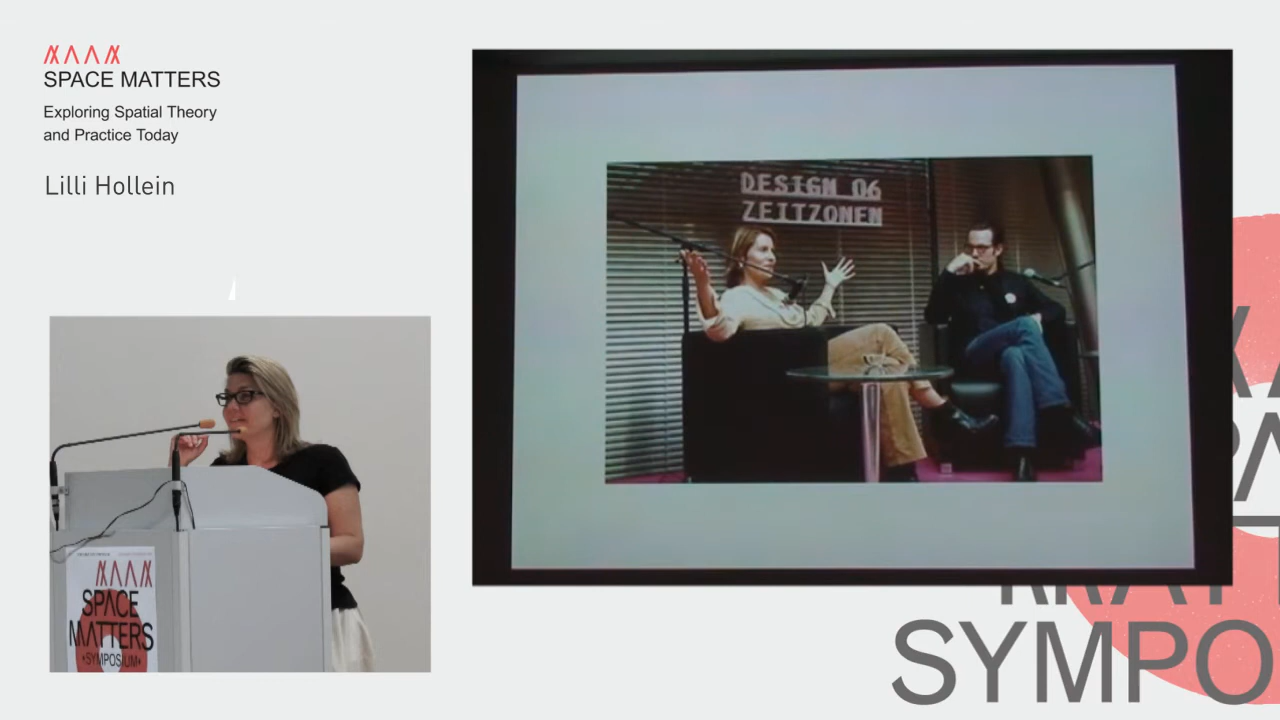 SPACE MATTERS
Exploring Spatial Theory
and Practice Today
Lilli Hollein
DESIGN 06
ZEITZONEN
SPACE
MATTERS
SYMPOSIUM
SYMPO